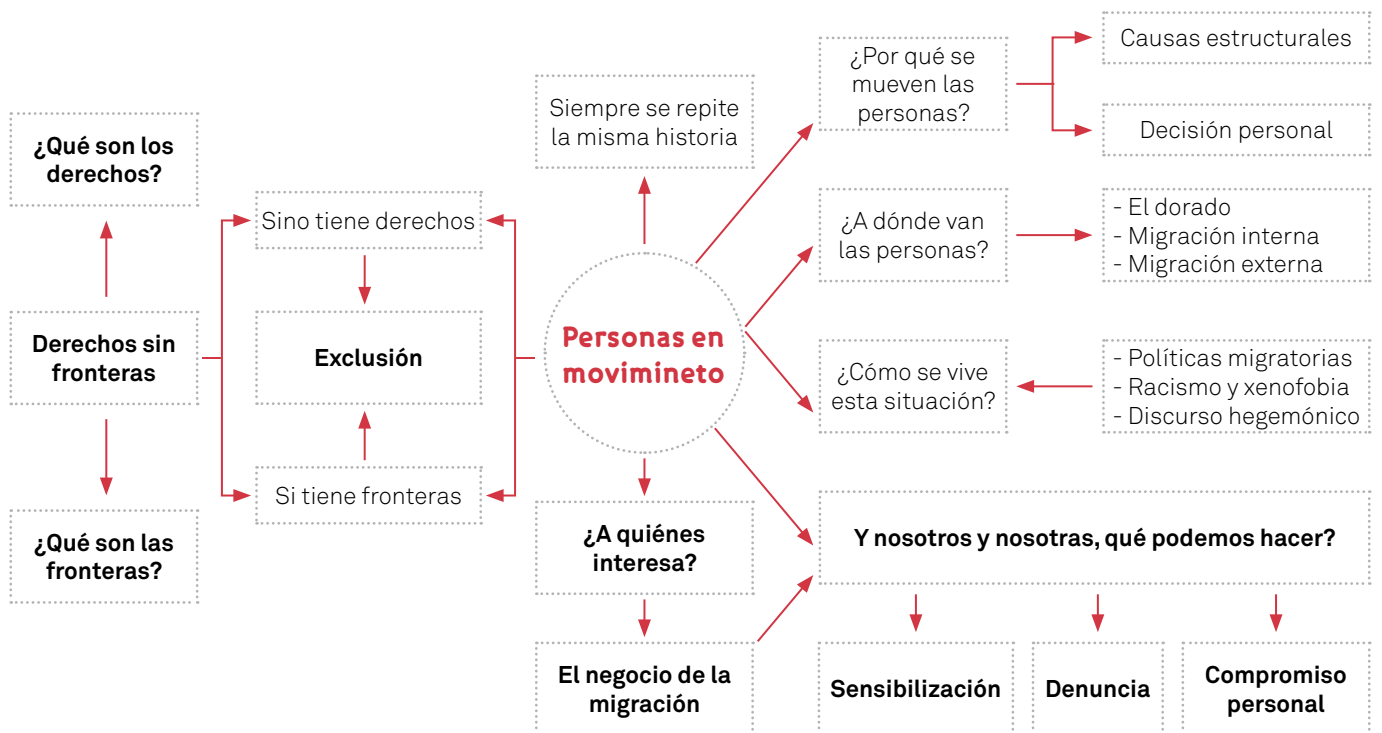 ¿Qué son los
derechos?
Derechos sin
fronteras
¿Qué son las
fronteras?
Sino tiene derechos
Exclusión
Si tiene fronteras
Siempre se repite
la misma historia
Personas en
movimineto
¿A quiénes
interesa?
El negocio de la
migración
¿Por qué se
mueven las
personas?
Causas estructurales
Decisión personal
¿A dónde van
las personas?
- El dorado
- Migración interna
- Migración externa
¿Cómo se vive
esta situación?
- Políticas migratorias
- Racismo y xenofobia
- Discurso hegemónico
Y nosotros y nosotras, qué podemos hacer?
Sensibilización
Denuncia
Compromiso
personal